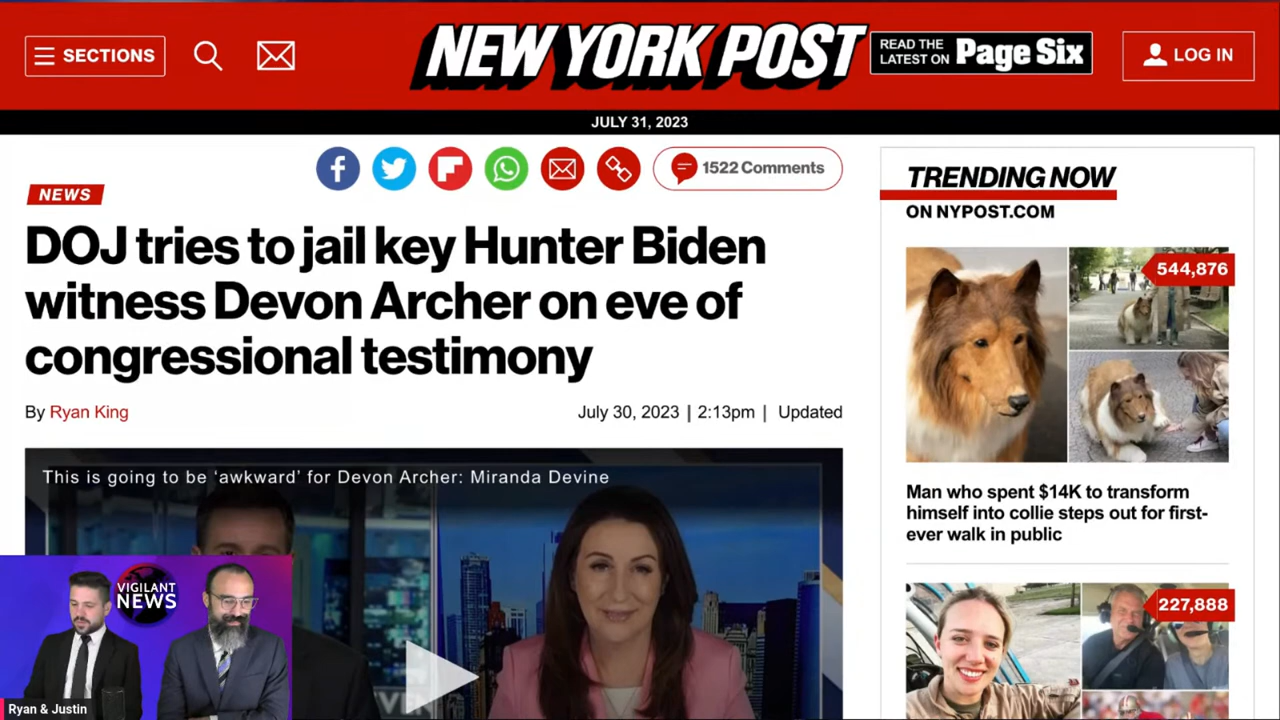 SECTIONS
NEW YORK POST
READ THE
LATEST ON
Page Six
LOG IN
JULY 31, 2023
1522 Comments
NEWS
DOJ tries to jail key Hunter Biden
witness Devon Archer on eve of
congressional testimony
By Ryan King
July 30, 2023 | 2:13pm | Updated
This is going to be ‘awkward’ for Devon Archer: Miranda Devine
VIGILANT
NEWS
Ryan & Justin
TRENDING NOW
ON NYPOST.COM
544,876
Man who spent $14K to transform
himself into collie steps out for first-
ever walk in public
227,888